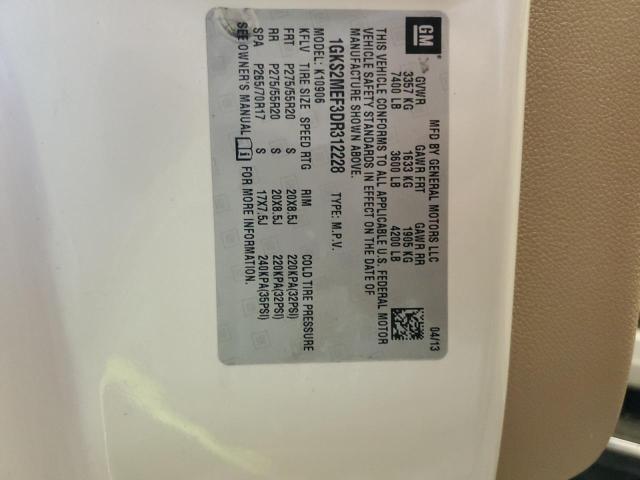 GM
MFD BY GENERAL MOTORS LLC 04/13
GVWR GAWR FRT GAWR RR
3357 KG 1633 KG 1905 KG
7400 LB 3600 LB 4200 LB
THIS VEHICLE CONFORMS TO ALL APPLICABLE U.S. FEDERAL MOTOR
VEHICLE SAFETY STANDARDS IN EFFECT ON THE DATE OF
MANUFACTURE SHOWN ABOVE.
1GKS2MEF3DR312228 TYPE: M.P.V.
MODEL: K10906
KFLV TIRE SIZE SPEED RTG RIM COLD TIRE PRESSURE
FRT P275/55R20 S 20X8.5J 220KPA(32PSI)
RR P275/55R20 S 20X8.5J 220KPA(32PSI)
SPA P265/70R17 S 17X7.5J 240KPA(35PSI)
SEE OWNER'S MANUAL i FOR MORE INFORMATION.